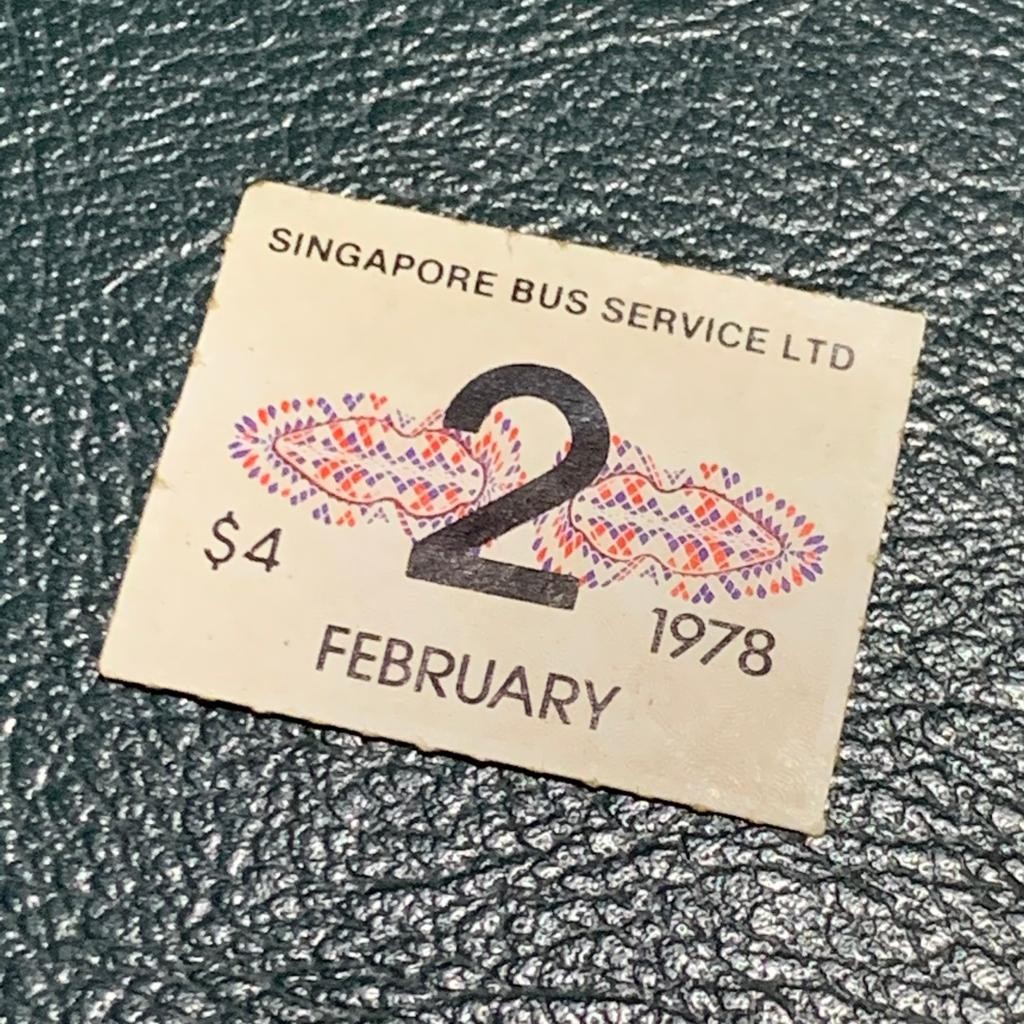 SINGAPORE BUS SERVICE LTD
2
$4
1978
FEBRUARY